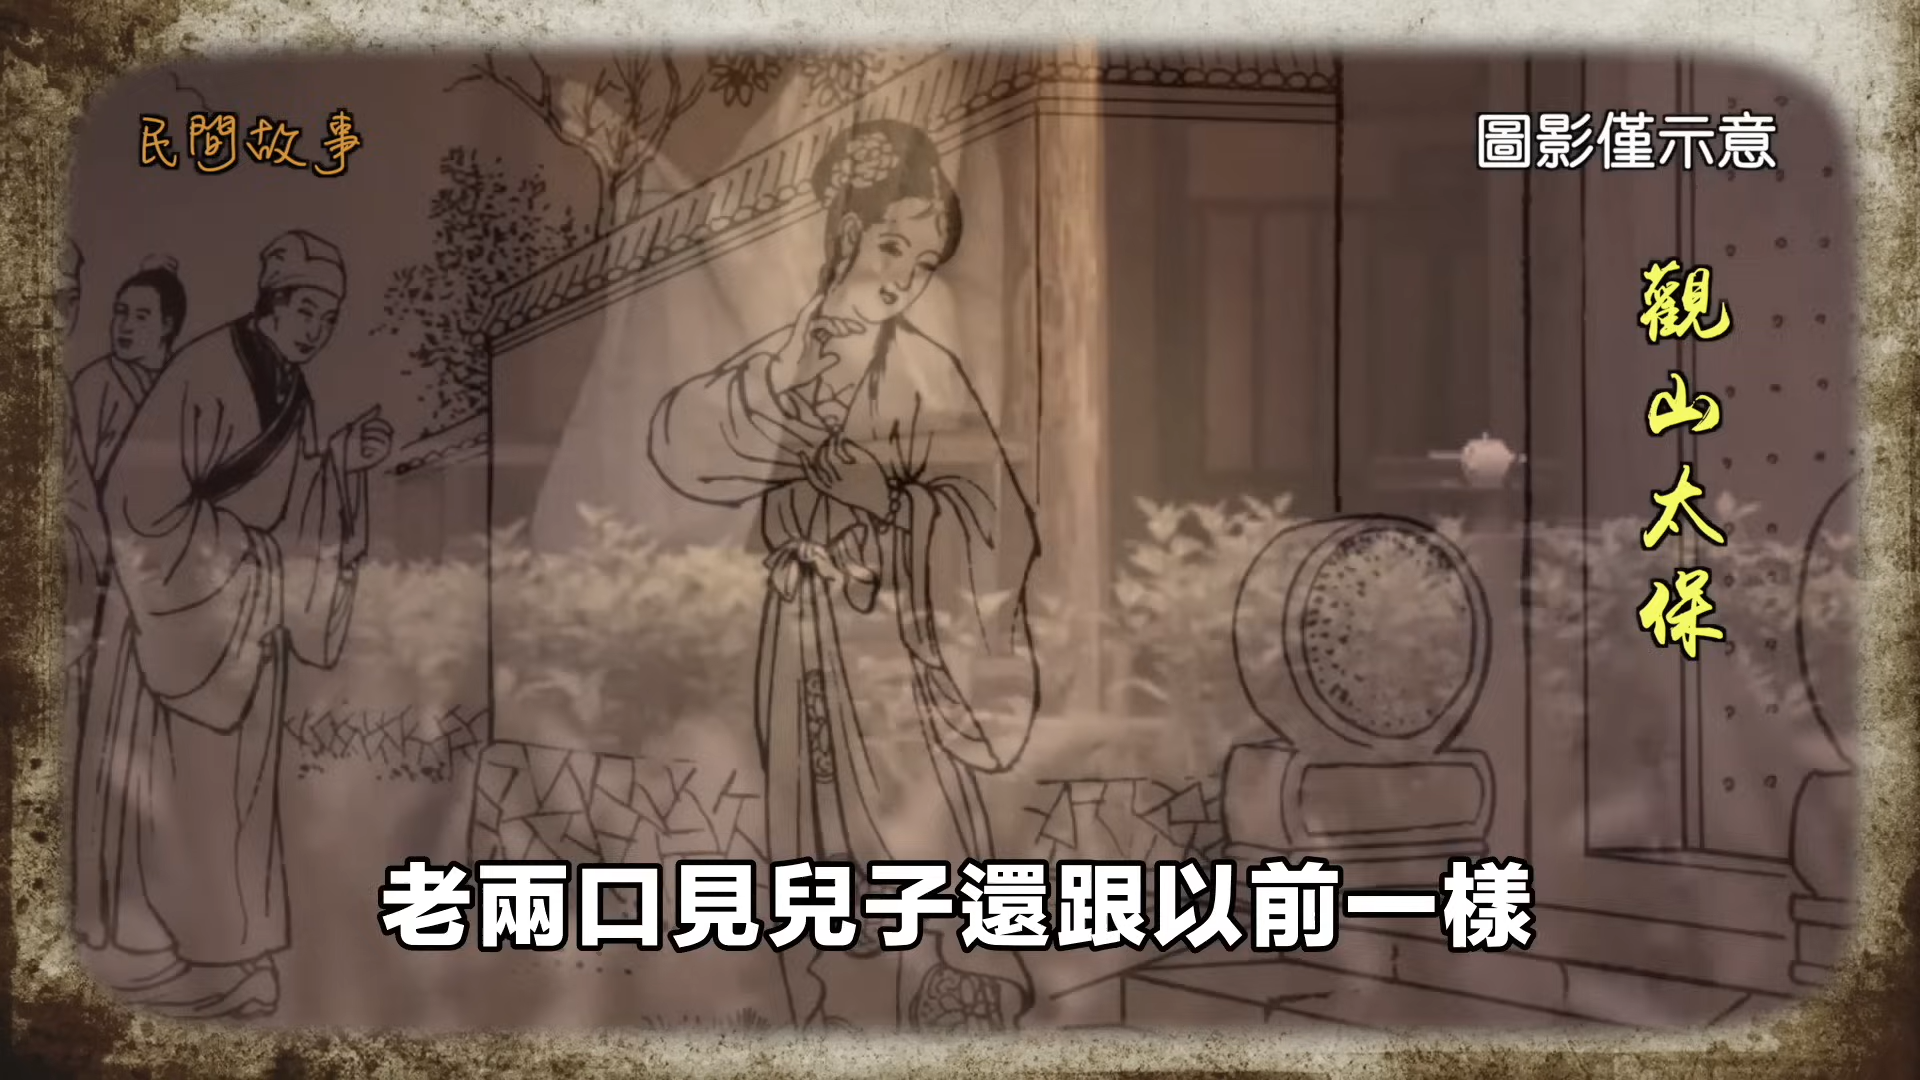 民間故事
圖影僅示意
觀山太保
老兩口見兒子還跟以前一樣